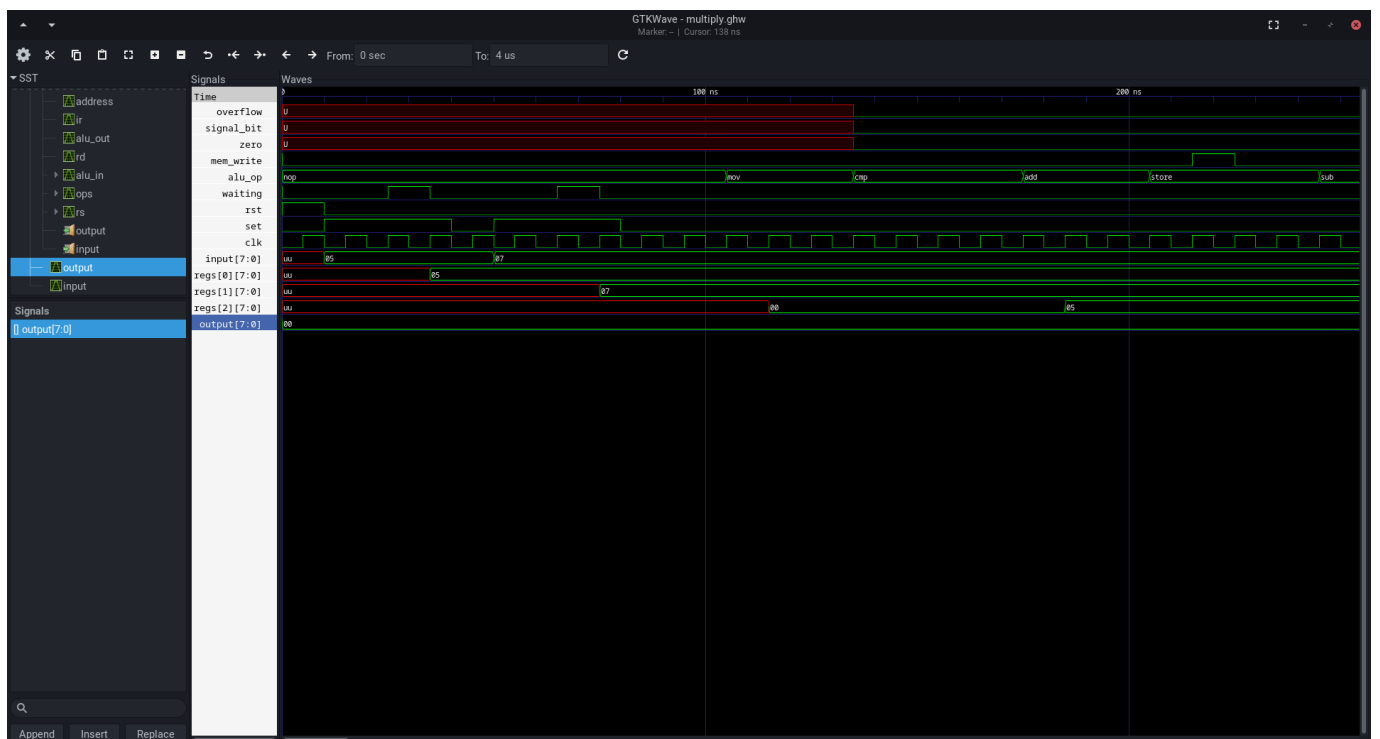 GTKWave - multiply.ghw
Marker: -- | Cursor: 138 ns
From: 0 sec To: 4 us
SST
address
ir
alu_out
rd
alu_in
ops
rs
output
input
output
input
Signals
[] output[7:0]
Append Insert Replace
Signals
Time
overflow
signal_bit
zero
mem_write
alu_op
waiting
rst
set
clk
input[7:0]
regs[0][7:0]
regs[1][7:0]
regs[2][7:0]
output[7:0]
Waves
0 100 ns 200 ns
U
U
U
nop mov cmp add store sub
uu 05 07
uu 05
uu 07
uu 00 05
00